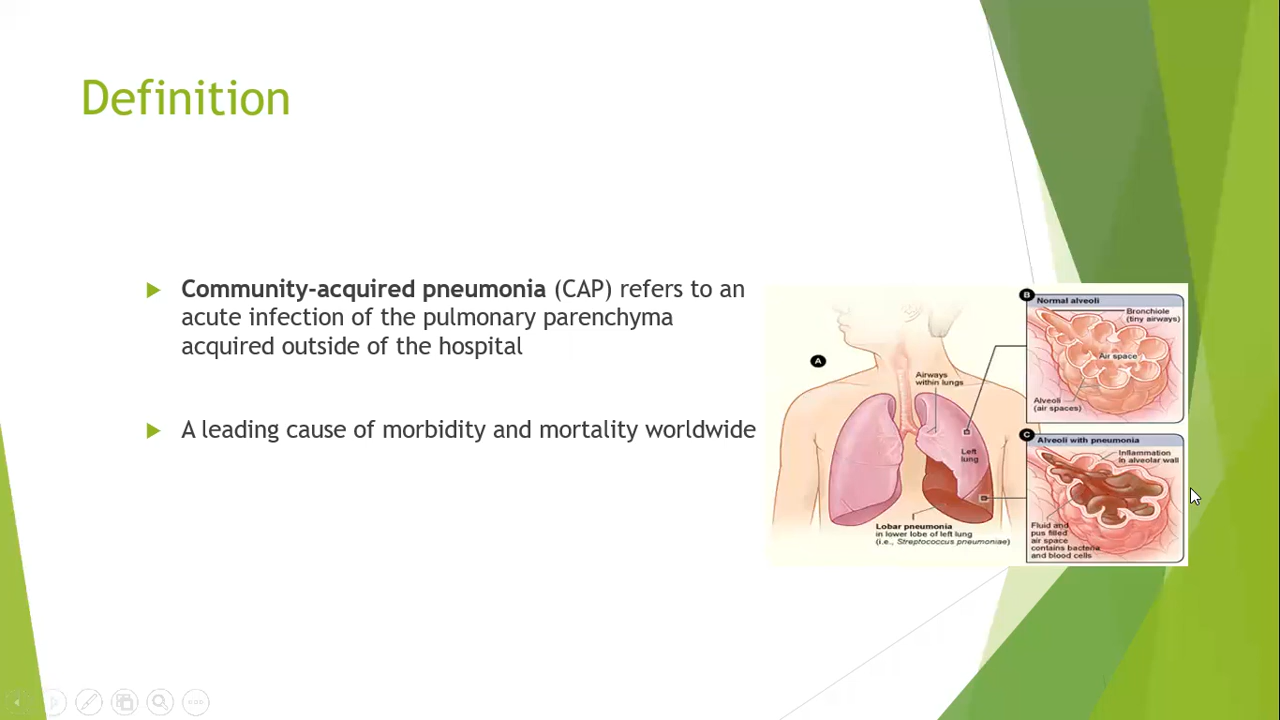 Definition
Community-acquired pneumonia (CAP) refers to an
acute infection of the pulmonary parenchyma
acquired outside of the hospital
A leading cause of morbidity and mortality worldwide
A
Airways
within lungs
Left
lung
Lobar pneumonia
in lower lobe of left lung
(i.e., Streptococcus pneumoniae)
B
Normal alveoli
Bronchiole
(tiny airways)
Air space
Alveoli
(air spaces)
C
Alveoli with pneumonia
Inflammation
in alveolar wall
Fluid and
pus filled
air space
contains bacteria
and blood cells